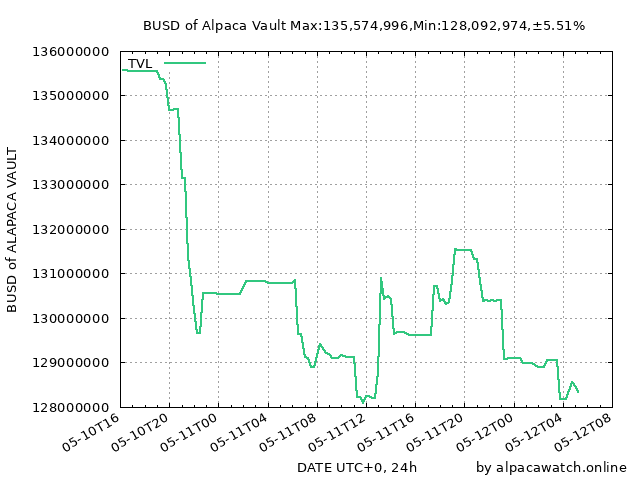 BUSD of Alpaca Vault Max:135,574,996,Min:128,092,974,±5.51%
136000000
TVL
135000000
134000000
133000000
132000000
131000000
130000000
129000000
128000000
BUSD of ALAPACA VAULT
05-10T16
05-10T20
05-11T00
05-11T04
05-11T08
05-11T12
05-11T16
05-11T20
05-12T00
05-12T04
05-12T08
DATE UTC+0, 24h
by alpacawatch.online